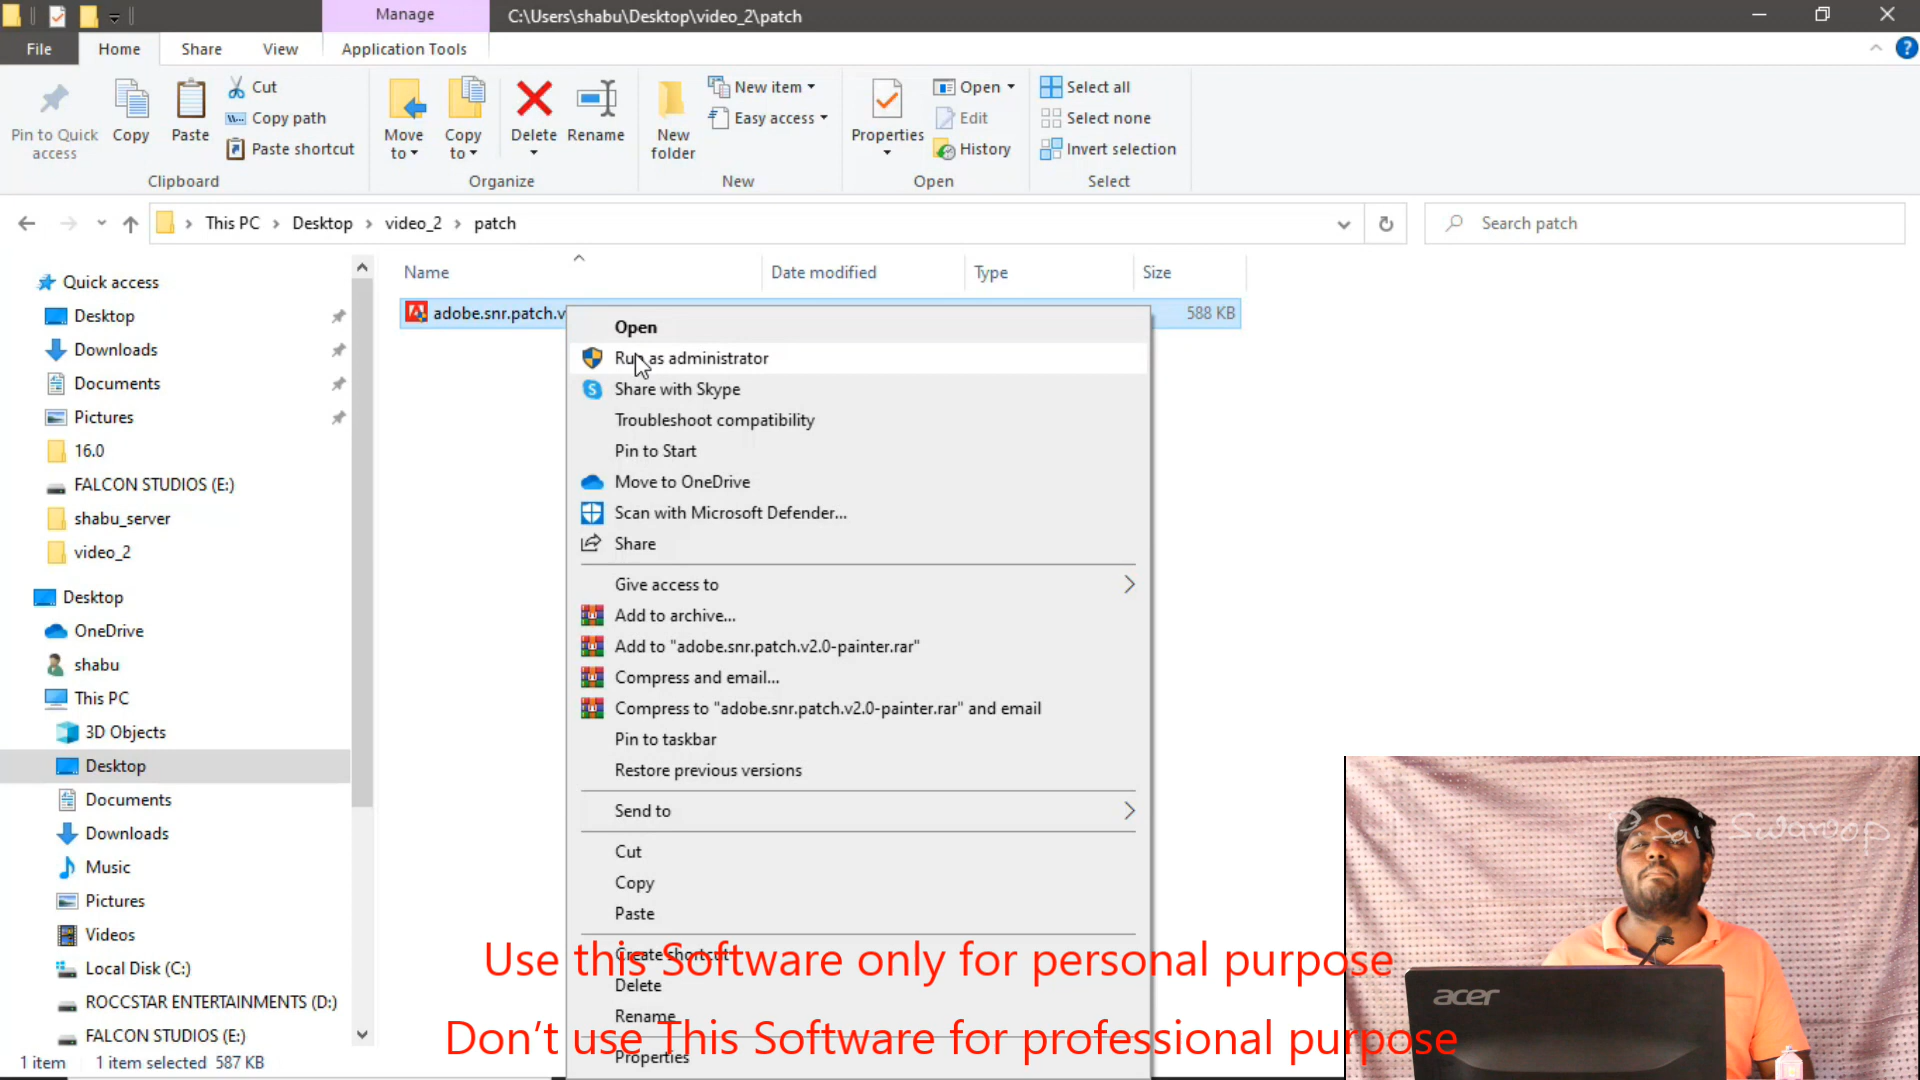 Manage
C:\Users\shabu\Desktop\video_2\patch
File
Home
Share
View
Application Tools
Pin to Quick access
Copy
Paste
Cut
Copy path
Paste shortcut
Clipboard
Move to
Copy to
Delete
Rename
Organize
New folder
New item
Easy access
New
Properties
Open
Edit
History
Open
Select all
Select none
Invert selection
Select
This PC > Desktop > video_2 > patch
Search patch
Name
Date modified
Type
Size
adobe.snr.patch.v
588 KB
Quick access
Desktop
Downloads
Documents
Pictures
16.0
FALCON STUDIOS (E:)
shabu_server
video_2
Desktop
OneDrive
shabu
This PC
3D Objects
Desktop
Documents
Downloads
Music
Pictures
Videos
Local Disk (C:)
ROCCSTAR ENTERTAINMENTS (D:)
FALCON STUDIOS (E:)
1 item
1 item selected 587 KB
Open
Run as administrator
Share with Skype
Troubleshoot compatibility
Pin to Start
Move to OneDrive
Scan with Microsoft Defender...
Share
Give access to
Add to archive...
Add to "adobe.snr.patch.v2.0-painter.rar"
Compress and email...
Compress to "adobe.snr.patch.v2.0-painter.rar" and email
Pin to taskbar
Restore previous versions
Send to
Cut
Copy
Paste
Create shortcut
Delete
Rename
Properties
Use this Software only for personal purpose
Don't use This Software for professional purpose
P. Sai Swaroop
acer